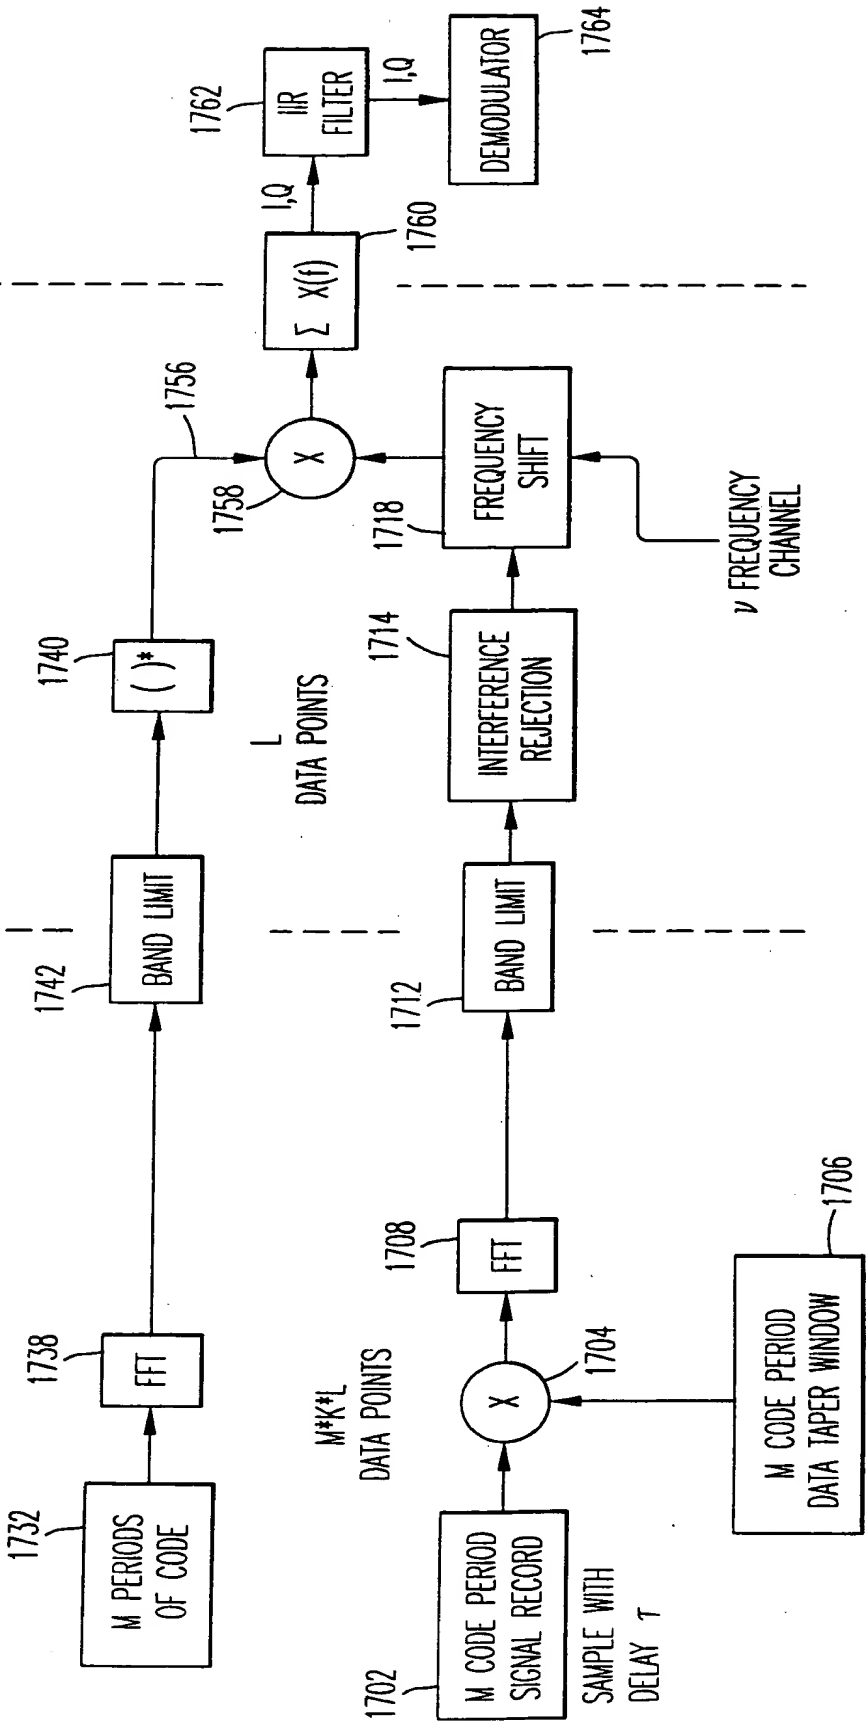 1732
M PERIODS
OF CODE
1738
FFT
1742
BAND LIMIT
1740
( )*
1756
1758
X
Σ X(f)
1760
I,Q
1762
IIR
FILTER
I,Q
DEMODULATOR
1764
M*K*L
DATA POINTS
L
DATA POINTS
1702
M CODE PERIOD
SIGNAL RECORD
SAMPLE WITH
DELAY τ
X
1704
1708
FFT
1712
BAND LIMIT
1714
INTERFERENCE
REJECTION
1718
FREQUENCY
SHIFT
ν FREQUENCY
CHANNEL
M CODE PERIOD
DATA TAPER WINDOW
1706